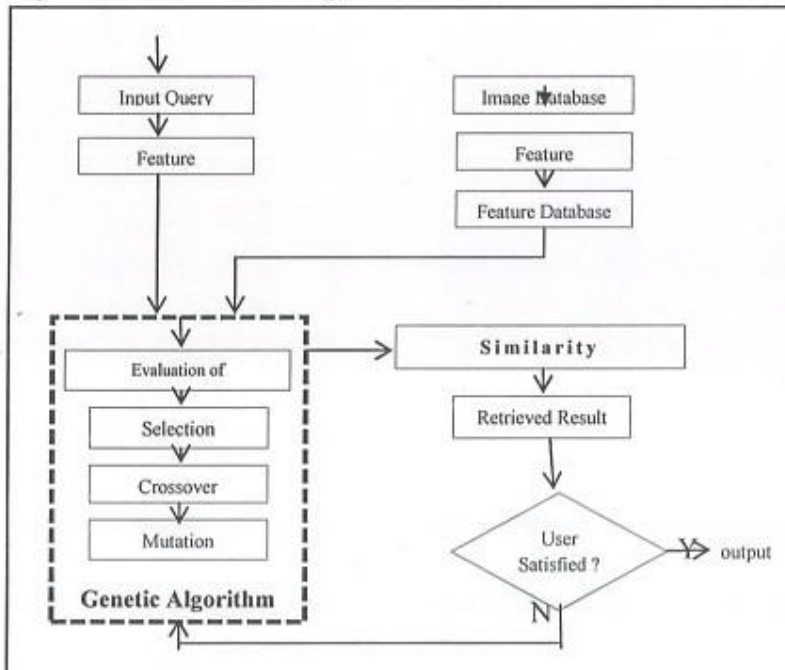 Input Query
Feature
Image Database
Feature
Feature Database
Evaluation of
Selection
Crossover
Mutation
Genetic Algorithm
Similarity
Retrieved Result
User
Satisfied ?
Y
output
N